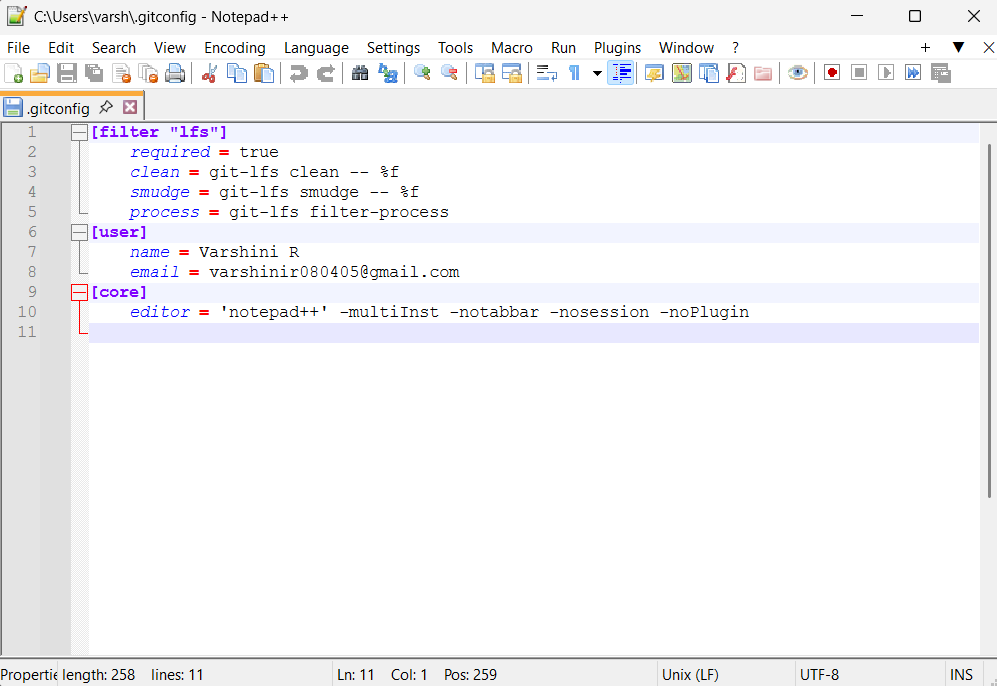 C:\Users\varsh\.gitconfig - Notepad++
File Edit Search View Encoding Language Settings Tools Macro Run Plugins Window ? + ▼ X
.gitconfig
1 [filter "lfs"]
2 required = true
3 clean = git-lfs clean -- %f
4 smudge = git-lfs smudge -- %f
5 process = git-lfs filter-process
6 [user]
7 name = Varshini R
8 email = varshinir080405@gmail.com
9 [core]
10 editor = 'notepad++' -multiInst -notabbar -nosession -noPlugin
11
Propertie length: 258 lines: 11 Ln: 11 Col: 1 Pos: 259 Unix (LF) UTF-8 INS